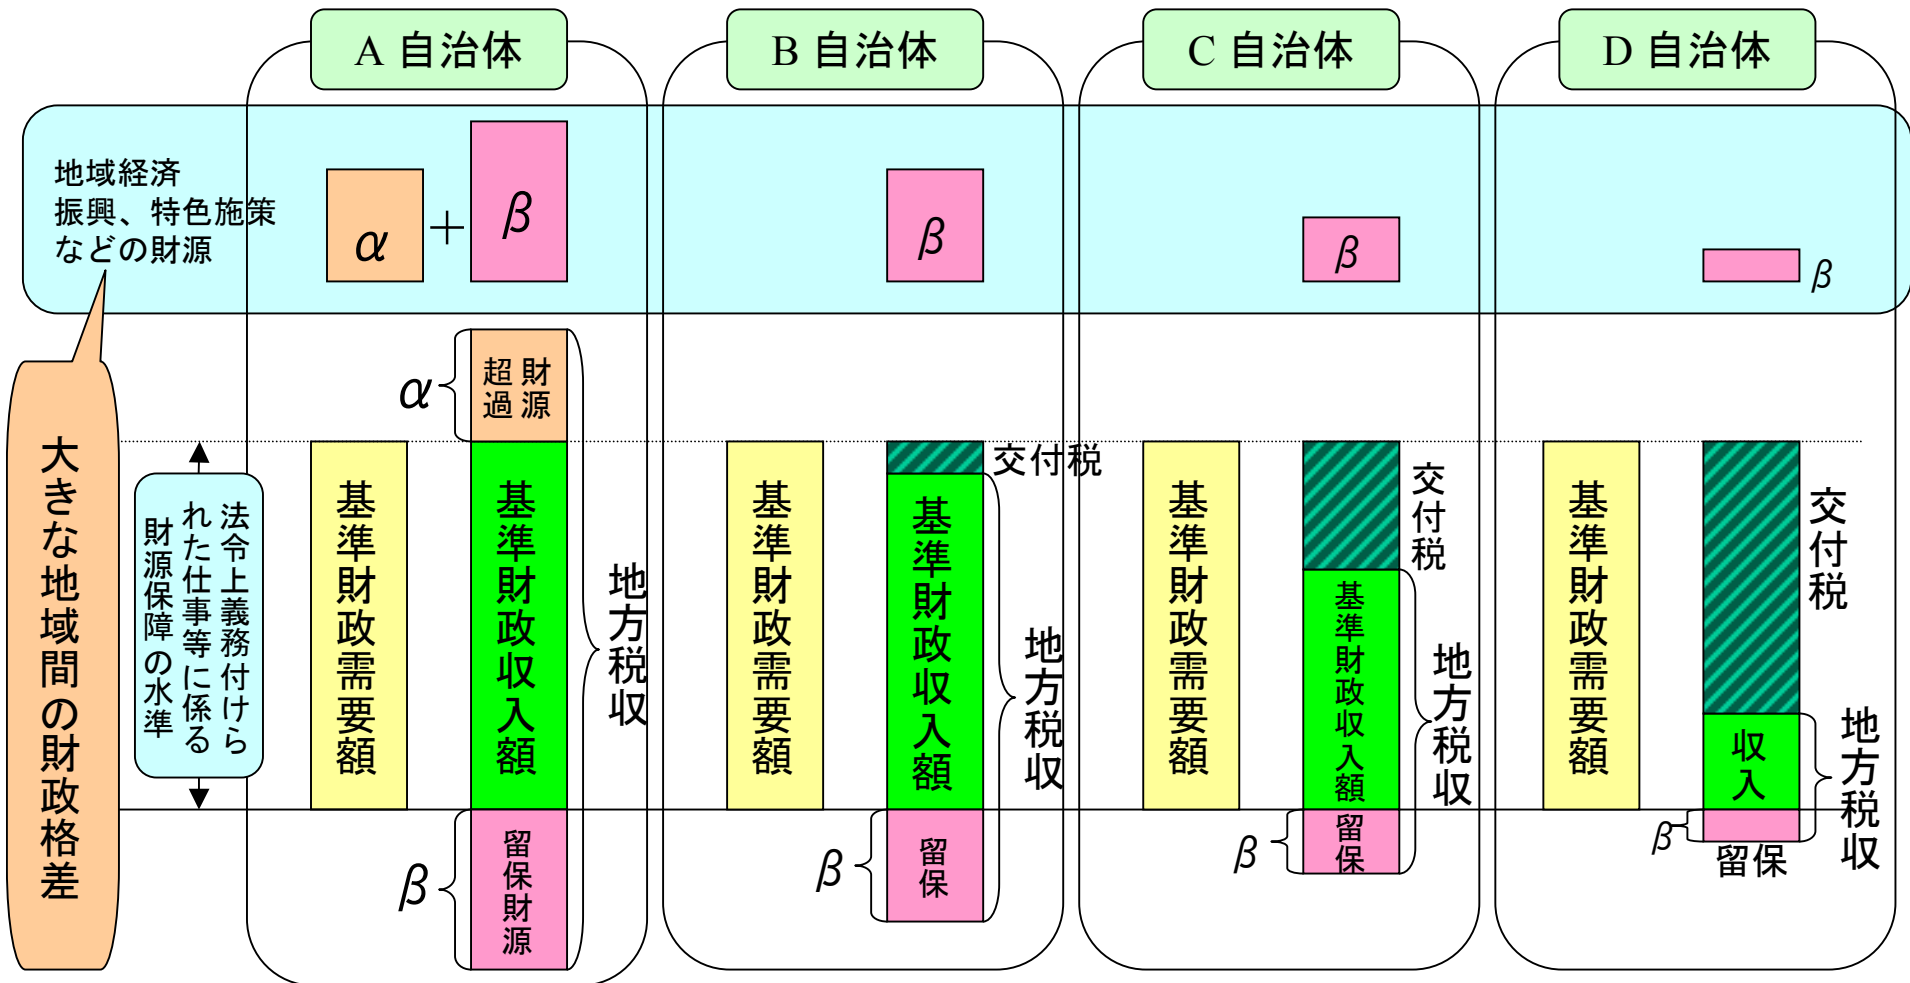 A 自治体
B 自治体
C 自治体
D 自治体
地域経済
振興、特色施策
などの財源
α
+
β
β
β
β
大きな地域間の財政格差
法令上義務付けら
れた仕事等に係る
財源保障の水準
α
超過
財源
基準財政需要額
基準財政収入額
地方税収
β
留保財源
交付税
基準財政需要額
基準財政収入額
地方税収
β
留保
交付税
基準財政需要額
基準財政収入額
地方税収
β
留保
交付税
基準財政需要額
収入
地方税収
β
留保